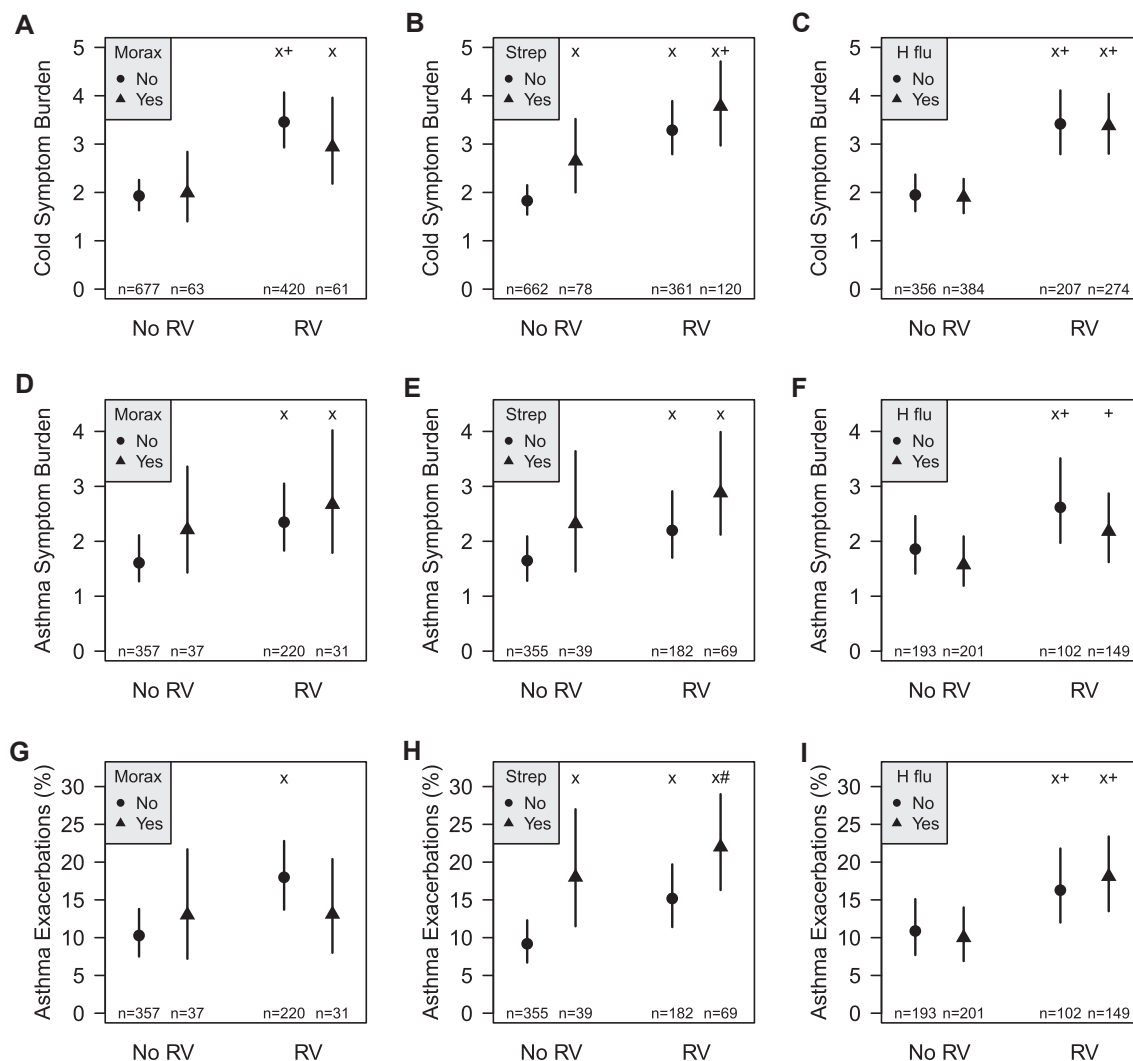 A
Cold Symptom Burden
5
4
3
2
1
0
Morax
No
Yes
x+
x
n=677 n=63 n=420 n=61
No RV RV
B
Cold Symptom Burden
5
4
3
2
1
0
Strep
No
Yes
x
x
x+
n=662 n=78 n=361 n=120
No RV RV
C
Cold Symptom Burden
5
4
3
2
1
0
H flu
No
Yes
x+
x+
n=356 n=384 n=207 n=274
No RV RV
D
Asthma Symptom Burden
4
3
2
1
0
Morax
No
Yes
x
x
n=357 n=37 n=220 n=31
No RV RV
E
Asthma Symptom Burden
4
3
2
1
0
Strep
No
Yes
x
x
n=355 n=39 n=182 n=69
No RV RV
F
Asthma Symptom Burden
4
3
2
1
0
H flu
No
Yes
x+
+
n=193 n=201 n=102 n=149
No RV RV
G
Asthma Exacerbations (%)
30
25
20
15
10
5
0
Morax
No
Yes
x
n=357 n=37 n=220 n=31
No RV RV
H
Asthma Exacerbations (%)
30
25
20
15
10
5
0
Strep
No
Yes
x
x
x#
n=355 n=39 n=182 n=69
No RV RV
I
Asthma Exacerbations (%)
30
25
20
15
10
5
0
H flu
No
Yes
x+
x+
n=193 n=201 n=102 n=149
No RV RV